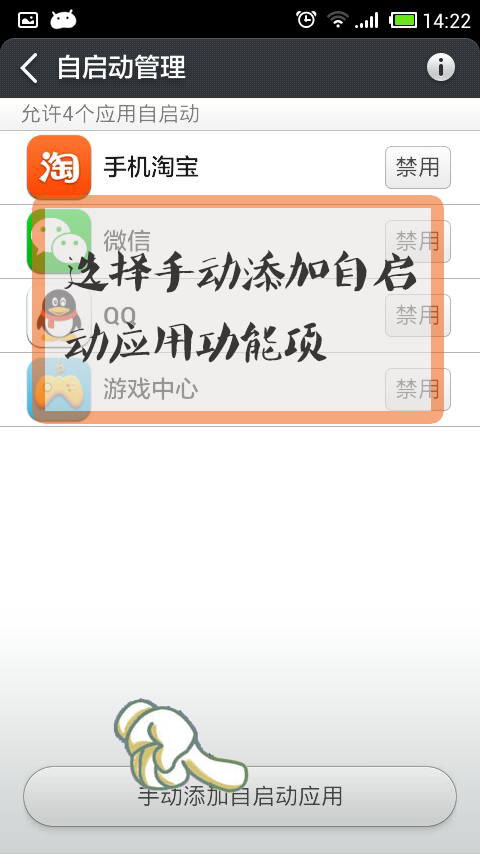 14:22
自启动管理
允许4个应用自启动
淘
手机淘宝
禁用
微信
禁用
选择手动添加自启
QQ
禁用
动应用功能项
游戏中心
禁用
手动添加自启动应用